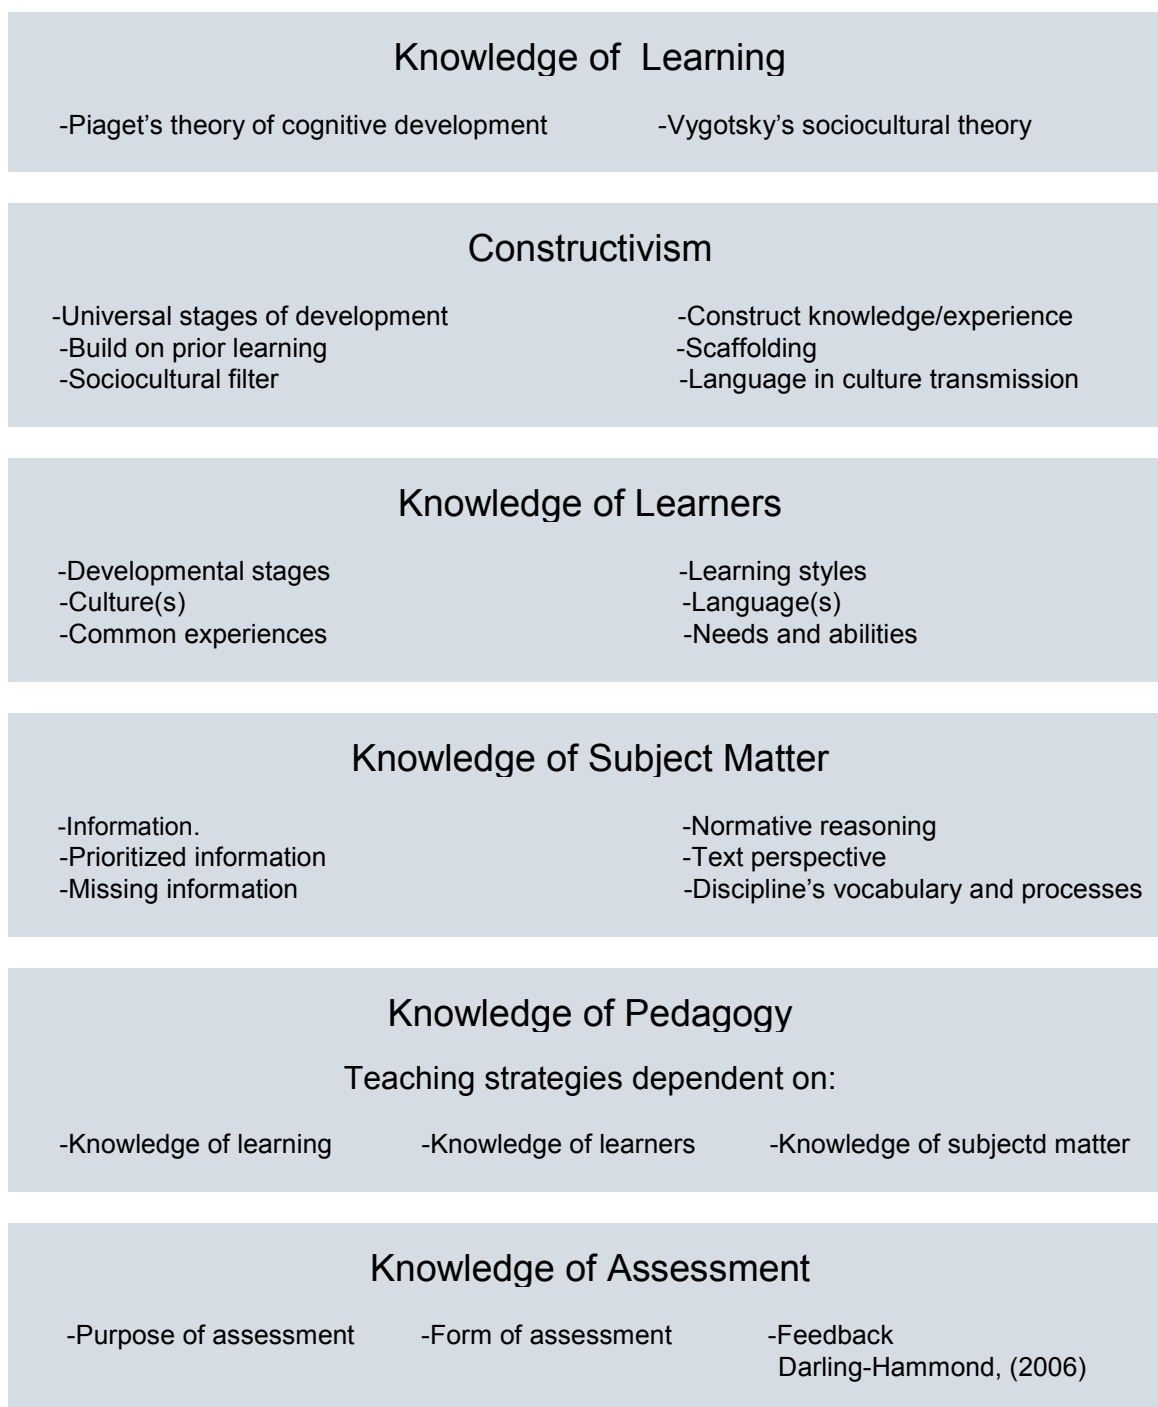 Knowledge of Learning
-Piaget’s theory of cognitive development -Vygotsky’s sociocultural theory
Constructivism
-Universal stages of development -Construct knowledge/experience
-Build on prior learning -Scaffolding
-Sociocultural filter -Language in culture transmission
Knowledge of Learners
-Developmental stages -Learning styles
-Culture(s) -Language(s)
-Common experiences -Needs and abilities
Knowledge of Subject Matter
-Information. -Normative reasoning
-Prioritized information -Text perspective
-Missing information -Discipline’s vocabulary and processes
Knowledge of Pedagogy
Teaching strategies dependent on:
-Knowledge of learning -Knowledge of learners -Knowledge of subjectd matter
Knowledge of Assessment
-Purpose of assessment -Form of assessment -Feedback
Darling-Hammond, (2006)